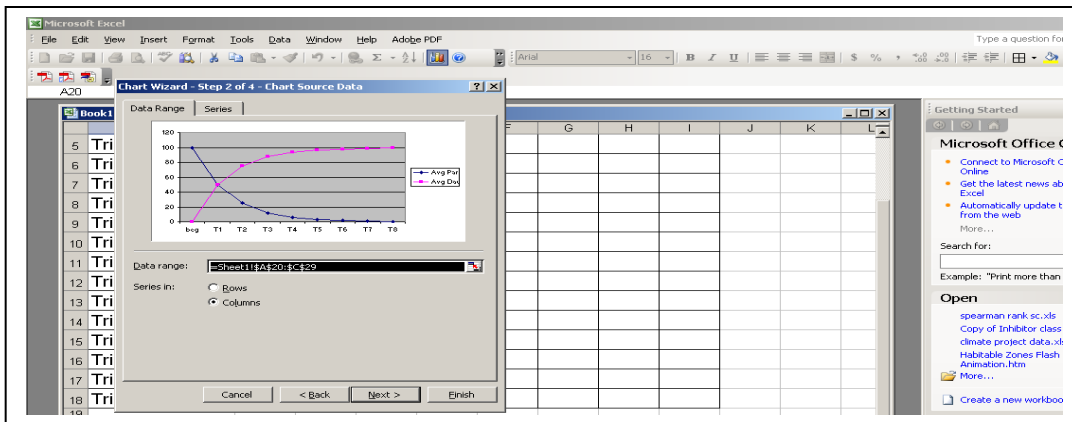 Microsoft Excel
File Edit View Insert Format Tools Data Window Help Adobe PDF
Type a question for
Arial 16 B I U $ % ,
A20
Chart Wizard - Step 2 of 4 - Chart Source Data
Data Range Series
120
100
80
60
40
20
0
bcg T1 T2 T3 T4 T5 T6 T7 T8
Avg Par
Avg Dau
Data range: =Sheet1!$A$20:$C$29
Series in: Rows
Columns
Cancel < Back Next > Finish
Book1
F G H I J K L
5 Tri
6 Tri
7 Tri
8 Tri
9 Tri
10 Tri
11 Tri
12 Tri
13 Tri
14 Tri
15 Tri
16 Tri
17 Tri
18 Tri
19
Getting Started
Microsoft Office
Connect to Microsoft
Online
Get the latest news ab
Excel
Automatically update t
from the web
More...
Search for:
Example: "Print more than
Open
spearman rank sc.xls
Copy of Inhibitor class
climate project data.xls
Habitable Zones Flash
Animation.htm
More...
Create a new workboo